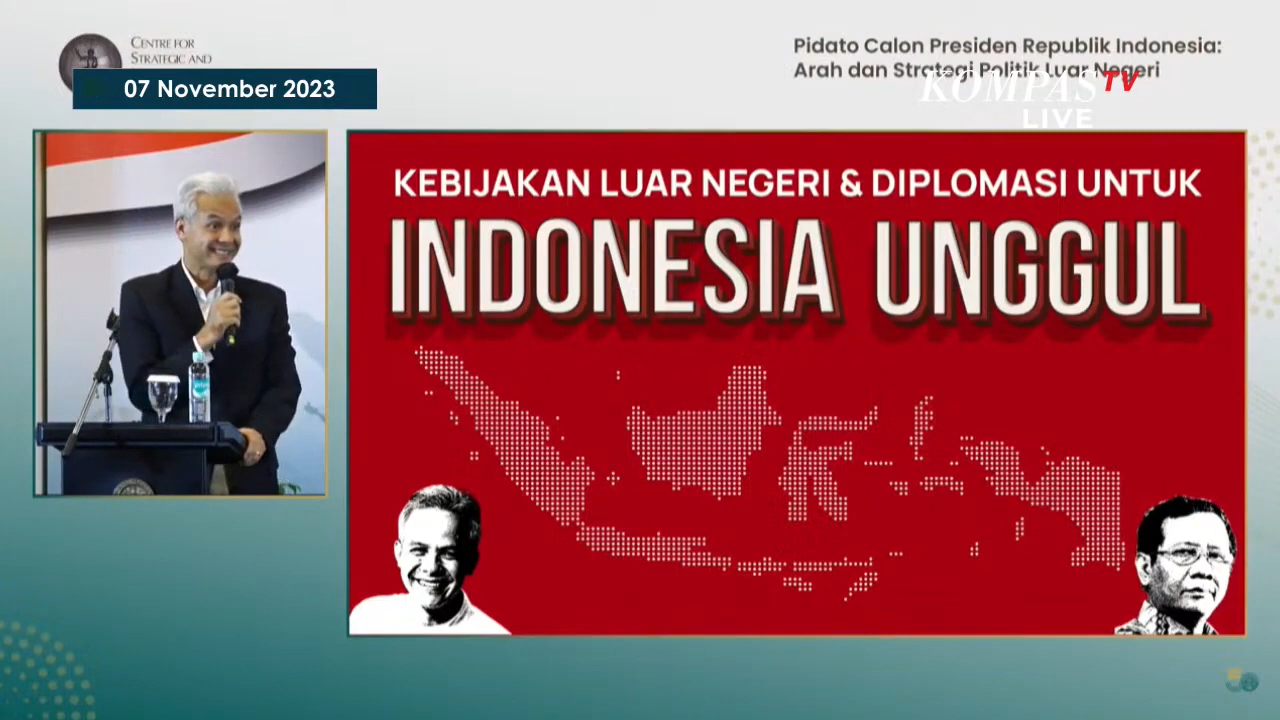 CENTRE FOR
STRATEGIC AND
07 November 2023
Pidato Calon Presiden Republik Indonesia:
Arah dan Strategi Politik Luar Negeri
KOMPAS TV
LIVE
KEBIJAKAN LUAR NEGERI & DIPLOMASI UNTUK
INDONESIA UNGGUL